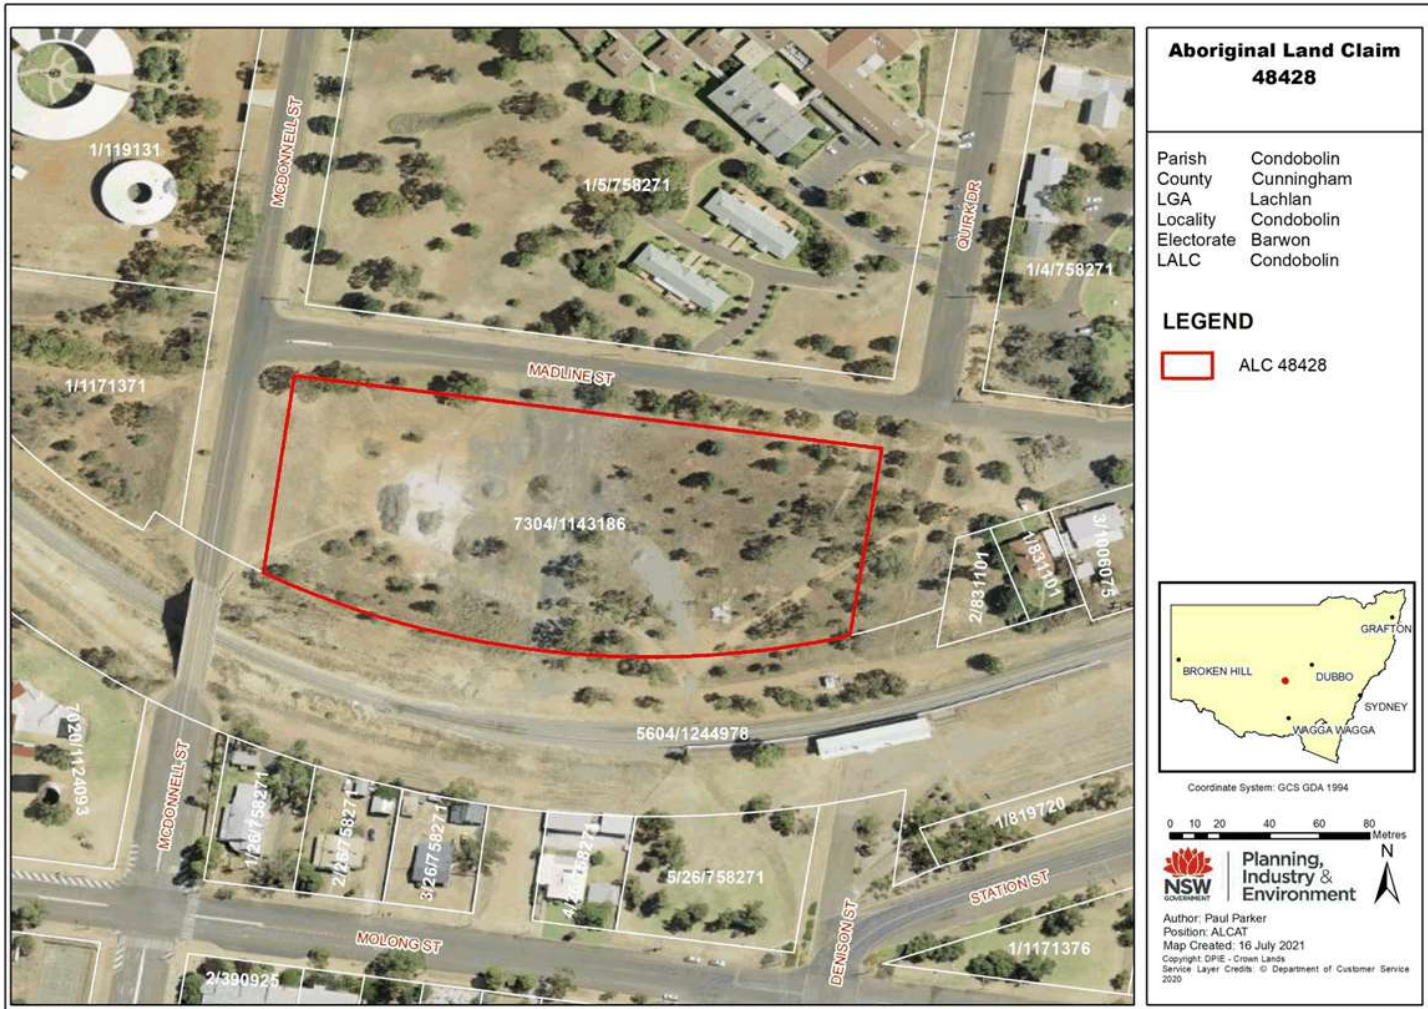 Aboriginal Land Claim
48428
Parish Condobolin
County Cunningham
LGA Lachlan
Locality Condobolin
Electorate Barwon
LALC Condobolin
LEGEND
ALC 48428
MCDONNELL ST
1/119131
1/5/758271
QUIRK DR
1/4/758271
1/1171371
MADLINE ST
7304/1143186
2/831101
1/831101
3/1006075
7020/1124093
5604/1244978
MCDONNELL ST
1/26/758271
2/26/758271
3/26/758271
5/26/758271
1/819720
STATION ST
MOLONG ST
DENISON ST
1/1171376
2/390925
GRAFTON
BROKEN HILL
DUBBO
SYDNEY
WAGGA WAGGA
Coordinate System: GCS GDA 1994
0 10 20 40 60 80
Metres
N
NSW
GOVERNMENT
Planning,
Industry &
Environment
Author: Paul Parker
Position: ALCAT
Map Created: 16 July 2021
Copyright: DPIE - Crown Lands
Service Layer Credits: © Department of Customer Service
2020